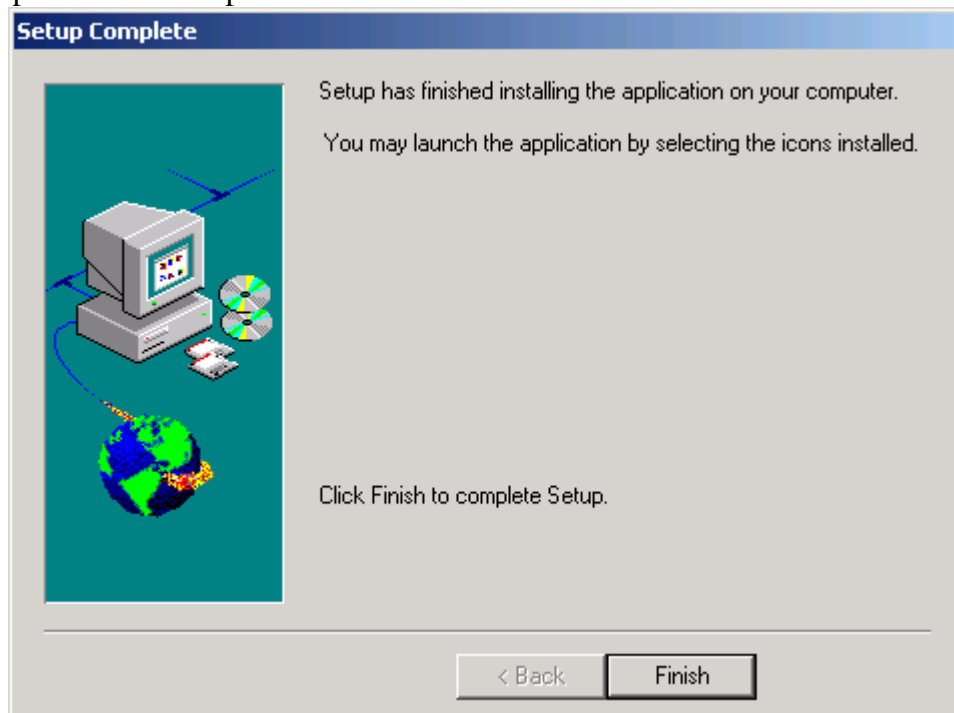 Setup Complete
Setup has finished installing the application on your computer.
You may launch the application by selecting the icons installed.
Click Finish to complete Setup.
< Back
Finish